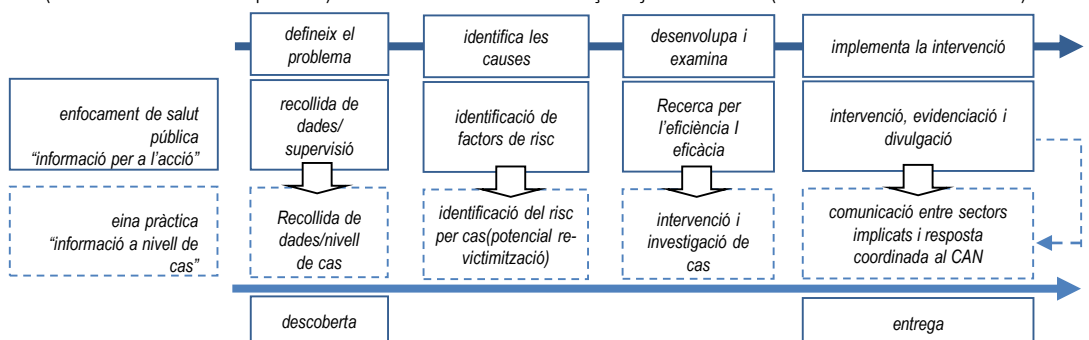 defineix el
problema
identifica les
causes
desenvolupa i
examina
implementa la intervenció
enfocament de salut
pública
“informació per a l’acció”
recollida de
dades/
supervisió
identificació de
factors de risc
Recerca per
l’eficiència I
eficàcia
intervenció, evidenciació i
divulgació
eina pràctica
“informació a nivell de
cas”
Recollida de
dades/nivell
de cas
identificació del risc
per cas(potencial re-
victimització)
intervenció i
investigació de
cas
comunicació entre sectors
implicats i resposta
coordinada al CAN
descoberta
entrega